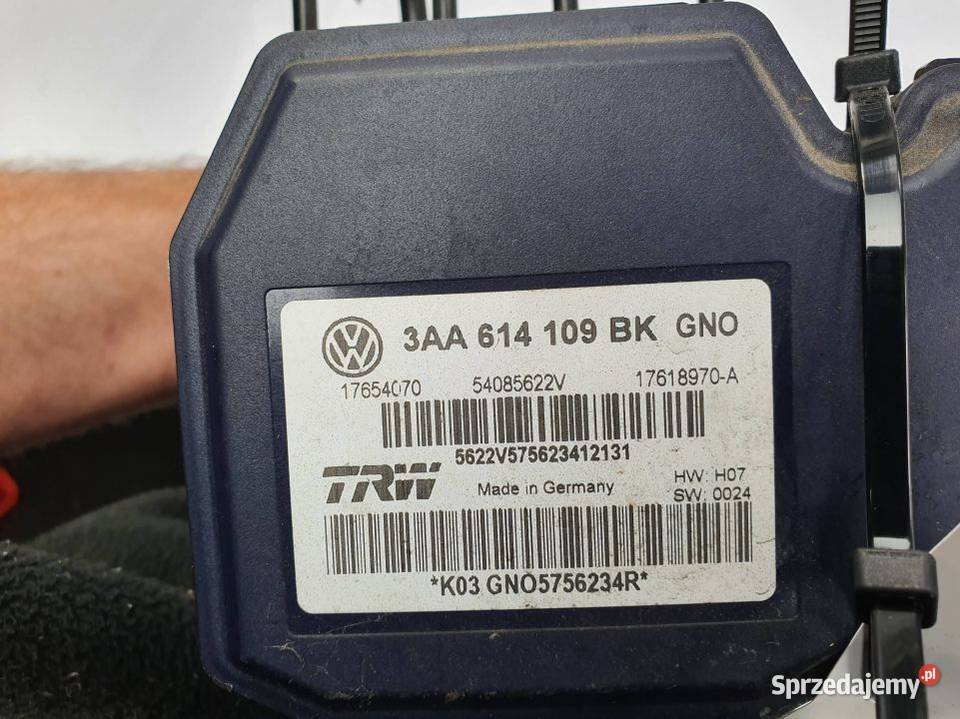 3AA 614 109 BK GNO
17654070 54085622V 17618970-A
5622V575623412131
TRW Made in Germany HW: H07
SW: 0024
*K03 GNO5756234R*
Sprzedajemy.pl